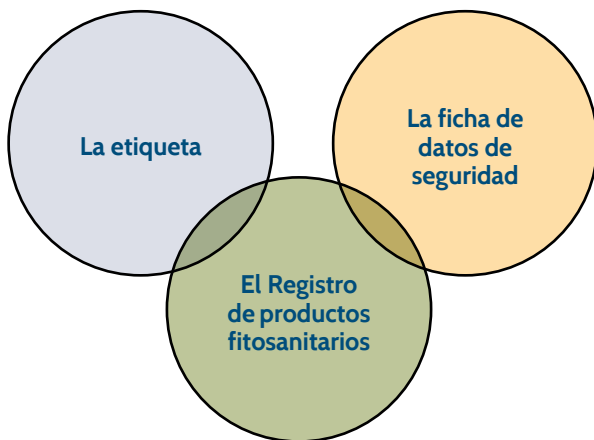 La etiqueta
La ficha de
datos de
seguridad
El Registro
de productos
fitosanitarios